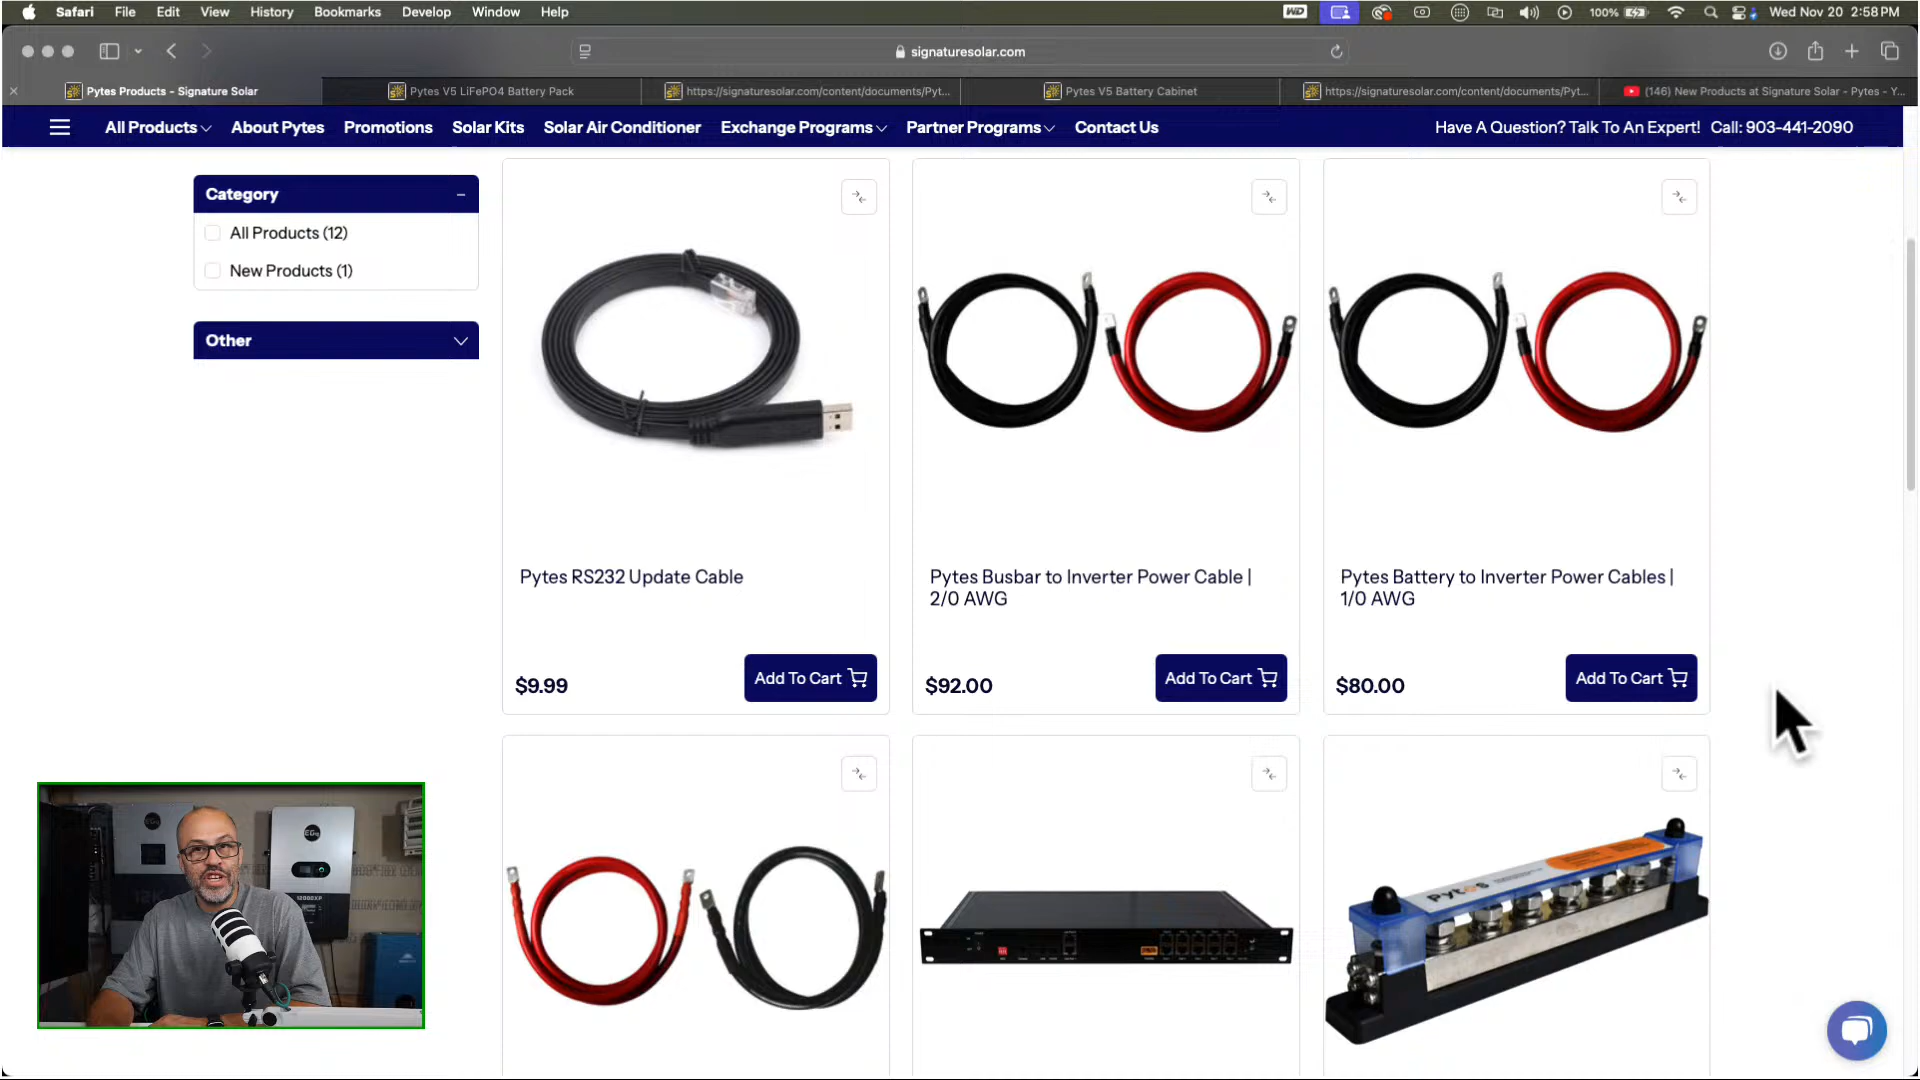 Safari File Edit View History Bookmarks Develop Window Help
WD 100% Wed Nov 20 2:58 PM
signaturesolar.com
Pytes Products - Signature Solar
Pytes V5 LiFePO4 Battery Pack
https://signaturesolar.com/content/documents/Pyt...
Pytes V5 Battery Cabinet
https://signaturesolar.com/content/documents/Pyt...
(146) New Products at Signature Solar - Pytes - Y...
All Products About Pytes Promotions Solar Kits Solar Air Conditioner Exchange Programs Partner Programs Contact Us
Have A Question? Talk To An Expert! Call: 903-441-2090
Category
All Products (12)
New Products (1)
Other
Pytes RS232 Update Cable
$9.99
Add To Cart
Pytes Busbar to Inverter Power Cable |
2/0 AWG
$92.00
Add To Cart
Pytes Battery to Inverter Power Cables |
1/0 AWG
$80.00
Add To Cart
Pytes
EG4
12000XP